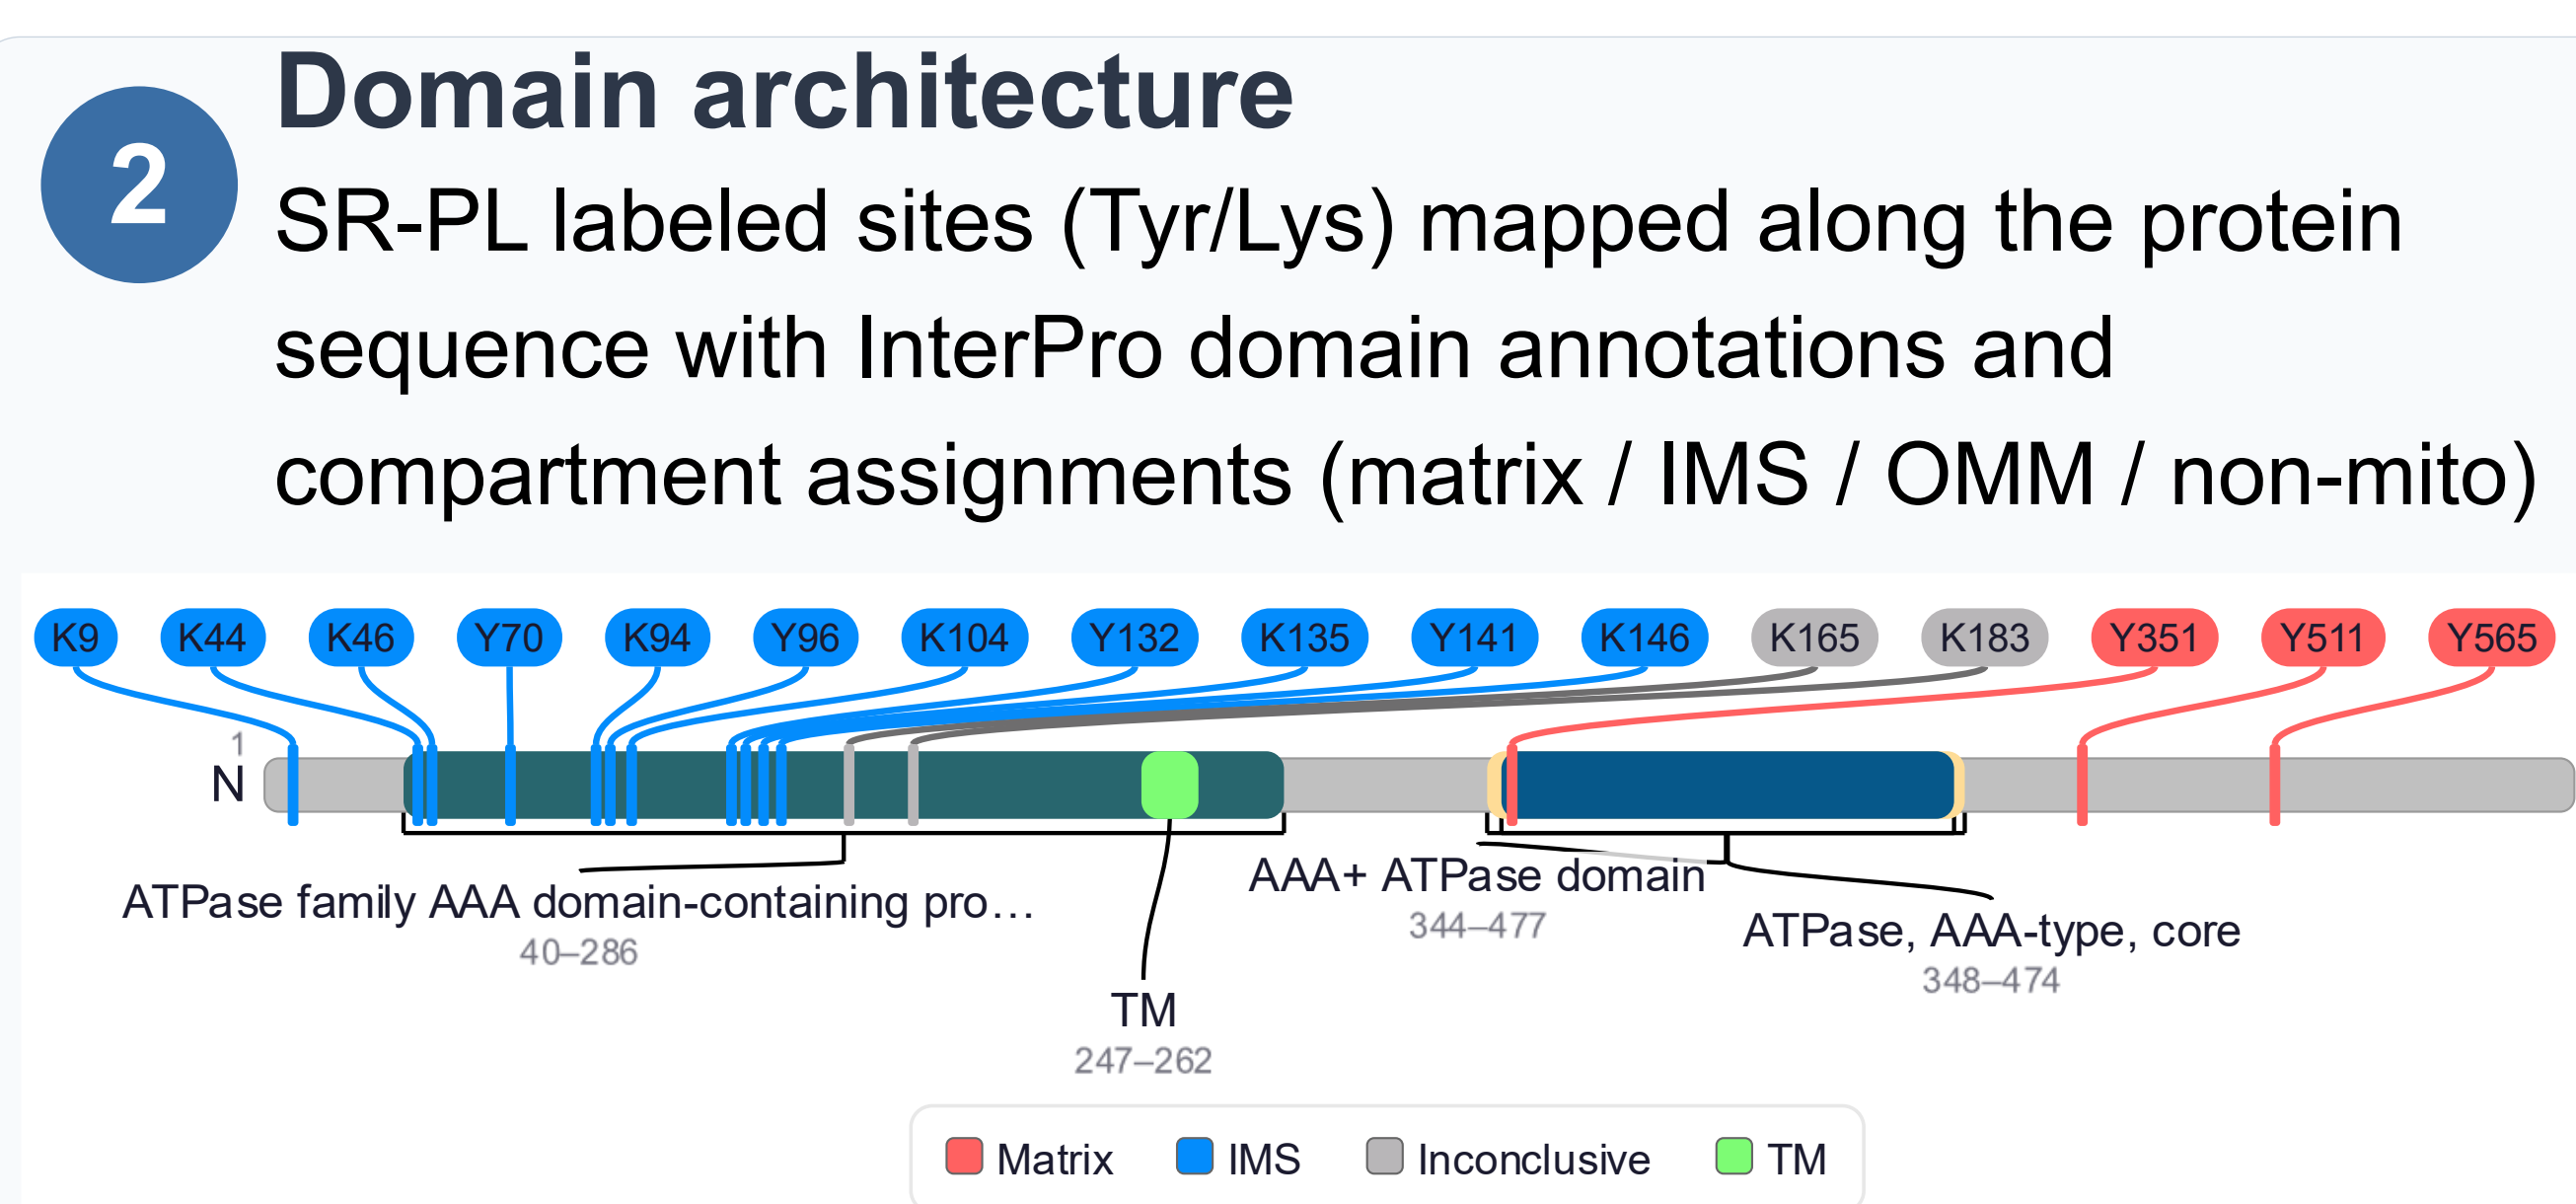 2
Domain architecture
SR-PL labeled sites (Tyr/Lys) mapped along the protein
sequence with InterPro domain annotations and
compartment assignments (matrix / IMS / OMM / non-mito)
K9 K44 K46 Y70 K94 Y96 K104 Y132 K135 Y141 K146 K165 K183 Y351 Y511 Y565
1
N
ATPase family AAA domain-containing pro…
40–286
TM
247–262
AAA+ ATPase domain
344–477
ATPase, AAA-type, core
348–474
Matrix IMS Inconclusive TM